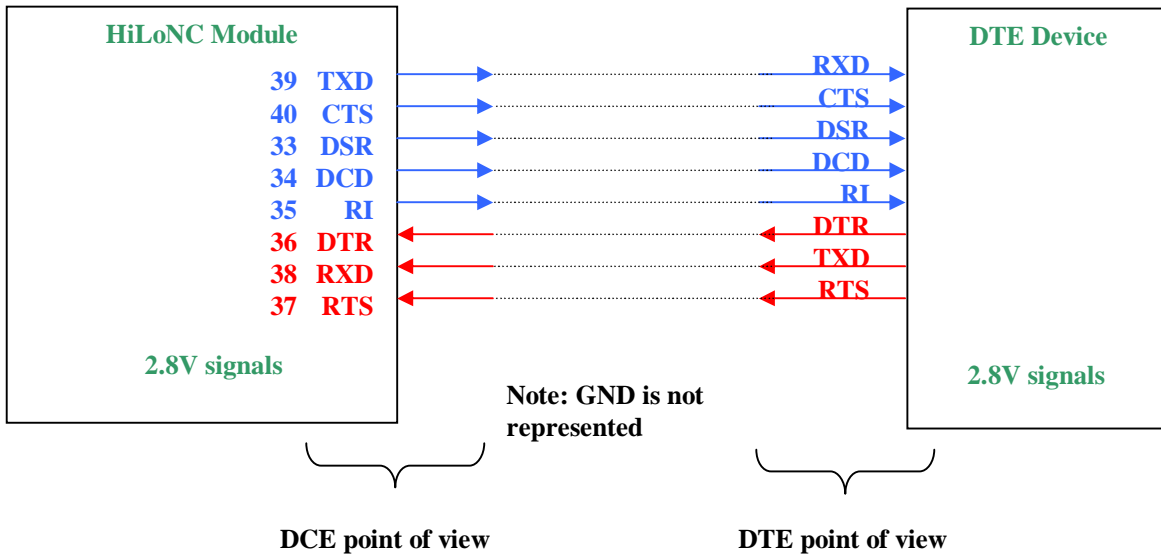 HiLoNC Module
DTE Device
39 TXD
RXD
40 CTS
CTS
33 DSR
DSR
34 DCD
DCD
35 RI
RI
36 DTR
DTR
38 RXD
TXD
37 RTS
RTS
2.8V signals
2.8V signals
Note: GND is not
represented
DCE point of view
DTE point of view